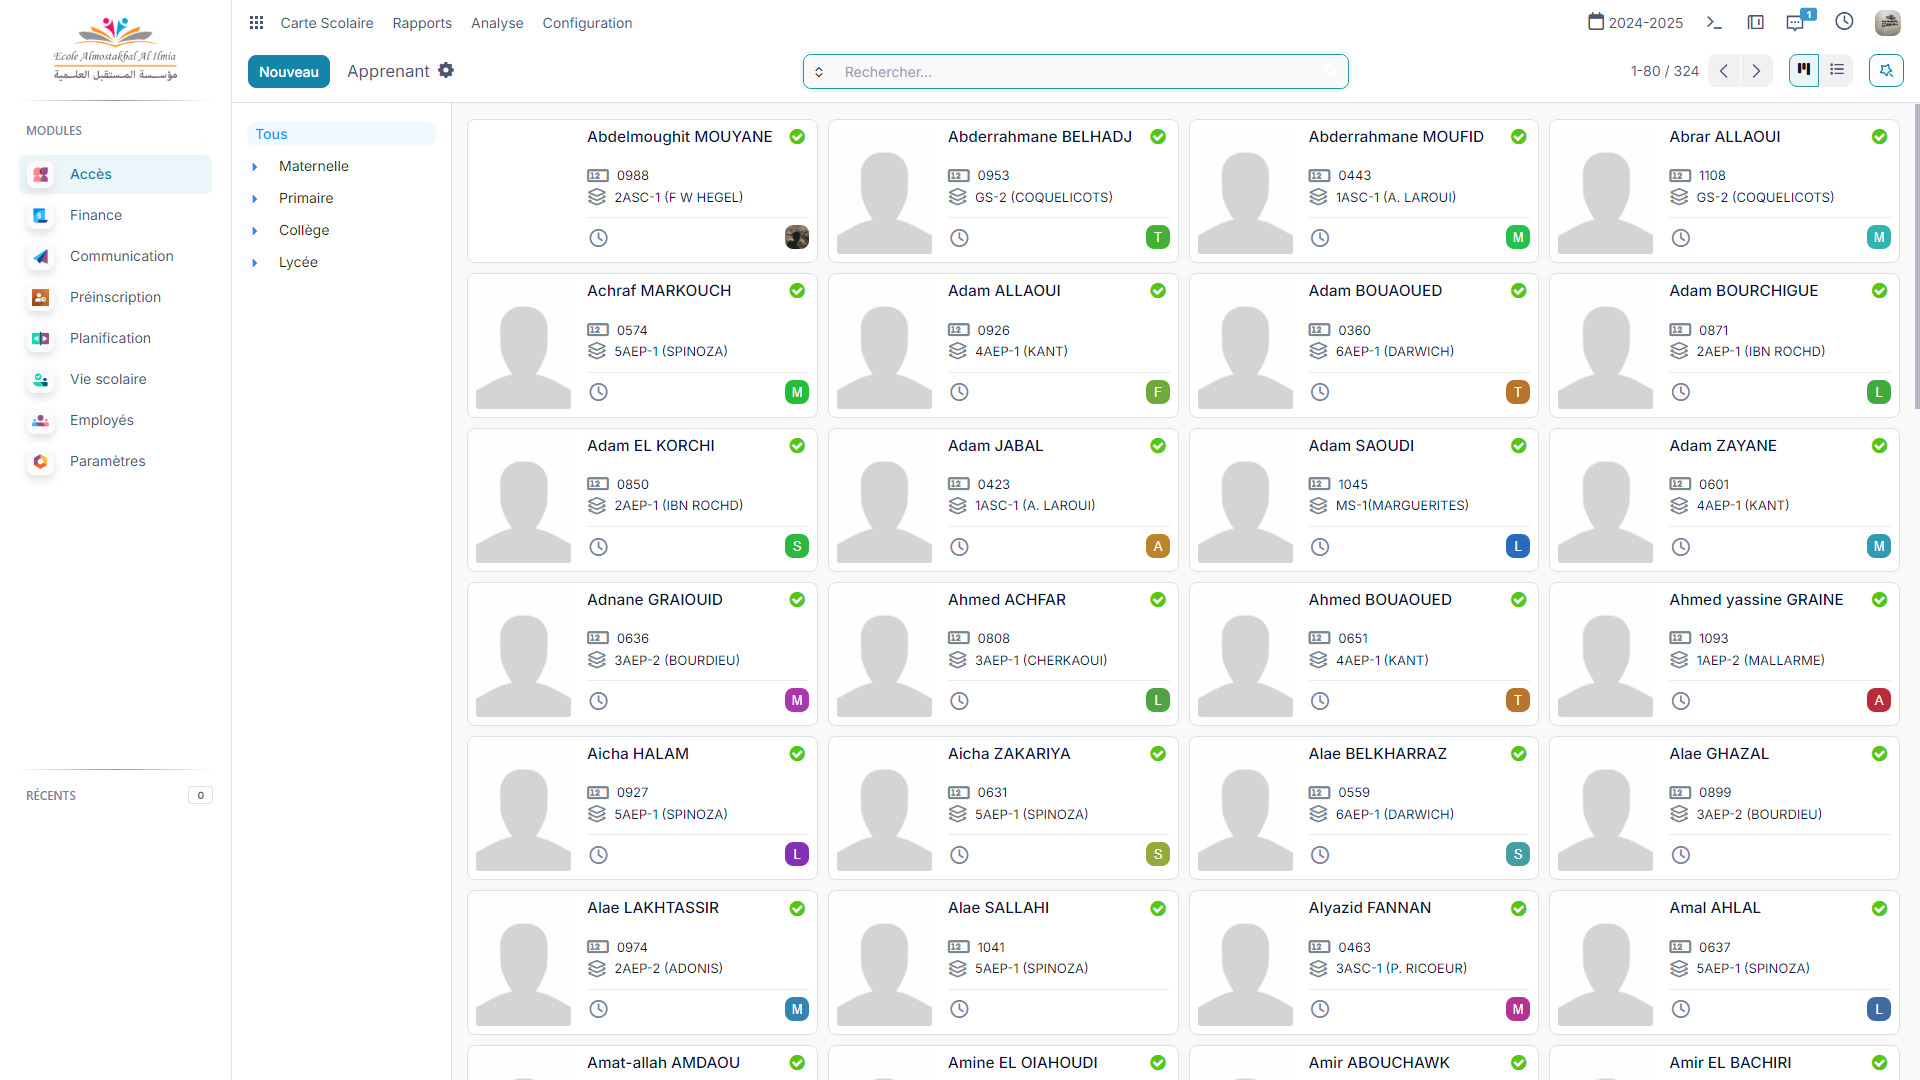 Ecole Almostakbal Al Ilmia
مؤسسة المستقبل العلمية
Carte Scolaire Rapports Analyse Configuration
2024-2025
1
Nouveau
Apprenant
Rechercher...
1-80 / 324
MODULES
Accès
Finance
Communication
Préinscription
Planification
Vie scolaire
Employés
Paramètres
RÉCENTS 0
Tous
Maternelle
Primaire
Collège
Lycée
Abdelmoughit MOUYANE
0988
2ASC-1 (F W HEGEL)
Abderrahmane BELHADJ
0953
GS-2 (COQUELICOTS)
T
Abderrahmane MOUFID
0443
1ASC-1 (A. LAROUI)
M
Abrar ALLAOUI
1108
GS-2 (COQUELICOTS)
M
Achraf MARKOUCH
0574
5AEP-1 (SPINOZA)
M
Adam ALLAOUI
0926
4AEP-1 (KANT)
F
Adam BOUAOUED
0360
6AEP-1 (DARWICH)
T
Adam BOURCHIGUE
0871
2AEP-1 (IBN ROCHD)
L
Adam EL KORCHI
0850
2AEP-1 (IBN ROCHD)
S
Adam JABAL
0423
1ASC-1 (A. LAROUI)
A
Adam SAOUDI
1045
MS-1(MARGUERITES)
L
Adam ZAYANE
0601
4AEP-1 (KANT)
M
Adnane GRAIOUID
0636
3AEP-2 (BOURDIEU)
M
Ahmed ACHFAR
0808
3AEP-1 (CHERKAOUI)
L
Ahmed BOUAOUED
0651
4AEP-1 (KANT)
T
Ahmed yassine GRAINE
1093
1AEP-2 (MALLARME)
A
Aicha HALAM
0927
5AEP-1 (SPINOZA)
L
Aicha ZAKARIYA
0631
5AEP-1 (SPINOZA)
S
Alae BELKHARRAZ
0559
6AEP-1 (DARWICH)
S
Alae GHAZAL
0899
3AEP-2 (BOURDIEU)
Alae LAKHTASSIR
0974
2AEP-2 (ADONIS)
M
Alae SALLAHI
1041
5AEP-1 (SPINOZA)
Alyazid FANNAN
0463
3ASC-1 (P. RICOEUR)
M
Amal AHLAL
0637
5AEP-1 (SPINOZA)
L
Amat-allah AMDAOU
Amine EL OIAHOUDI
Amir ABOUCHAWK
Amir EL BACHIRI